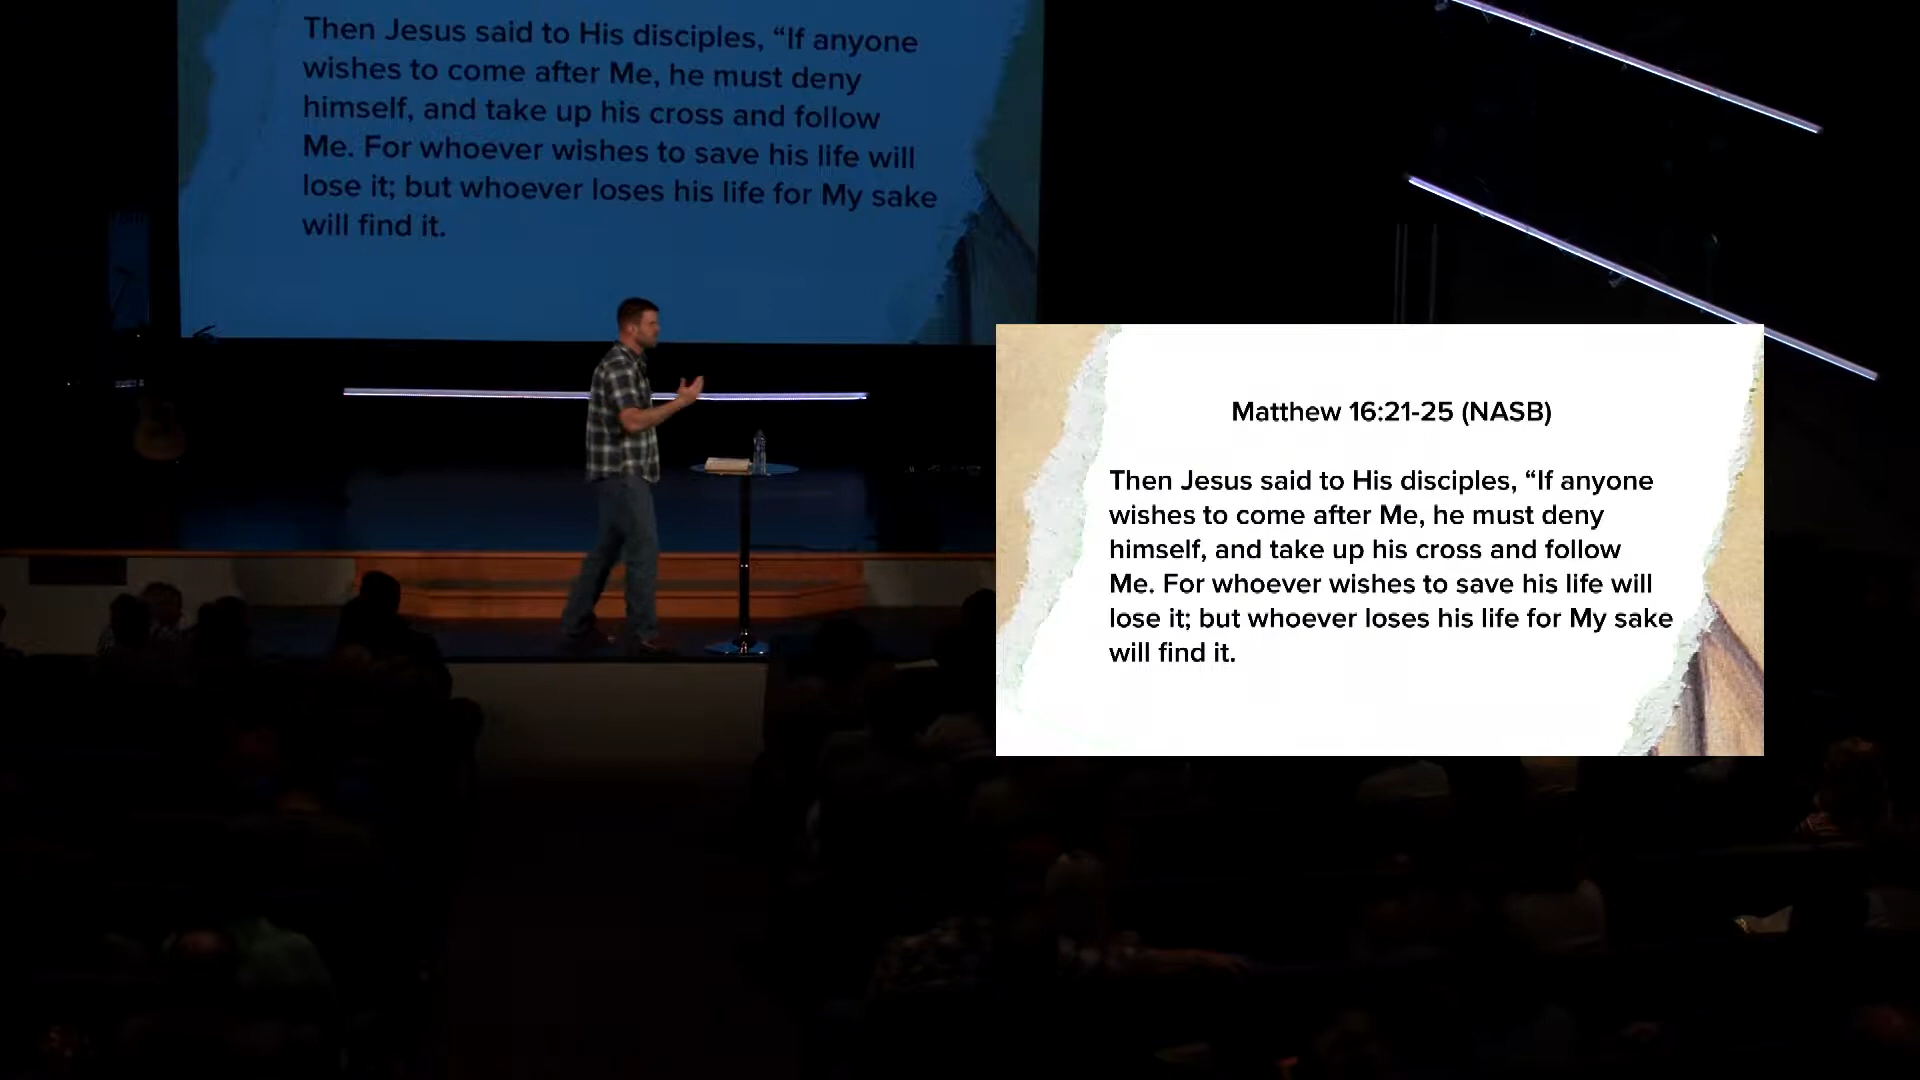 Then Jesus said to His disciples, “If anyone
wishes to come after Me, he must deny
himself, and take up his cross and follow
Me. For whoever wishes to save his life will
lose it; but whoever loses his life for My sake
will find it.
Matthew 16:21-25 (NASB)
Then Jesus said to His disciples, “If anyone
wishes to come after Me, he must deny
himself, and take up his cross and follow
Me. For whoever wishes to save his life will
lose it; but whoever loses his life for My sake
will find it.